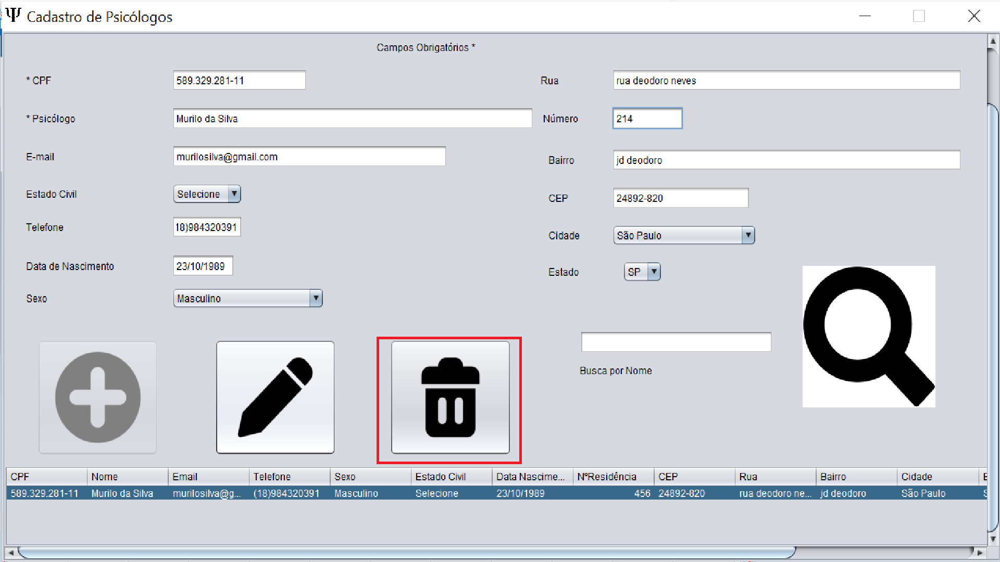 Ψ Cadastro de Psicólogos
Campos Obrigatórios *
* CPF
589.329.281-11
* Psicólogo
Murilo da Silva
E-mail
murilosilva@gmail.com
Estado Civil
Selecione
Telefone
18)984320391
Data de Nascimento
23/10/1989
Sexo
Masculino
Rua
rua deodoro neves
Número
214
Bairro
jd deodoro
CEP
24892-820
Cidade
São Paulo
Estado
SP
Busca por Nome
CPF Nome Email Telefone Sexo Estado Civil Data Nascime... NºResidência CEP Rua Bairro Cidade
589.329.281-11 Murilo da Silva murilosilva@g... (18)984320391 Masculino Selecione 23/10/1989 456 24892-820 rua deodoro ne... jd deodoro São Paulo